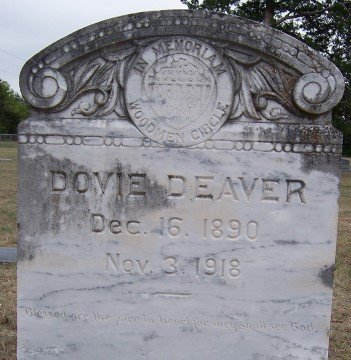 IN MEMORIAM
WOODMEN CIRCLE
DOVIE DEAVER
Dec. 16, 1890
Nov. 3, 1918
Blessed are the pure in heart for they shall see God.